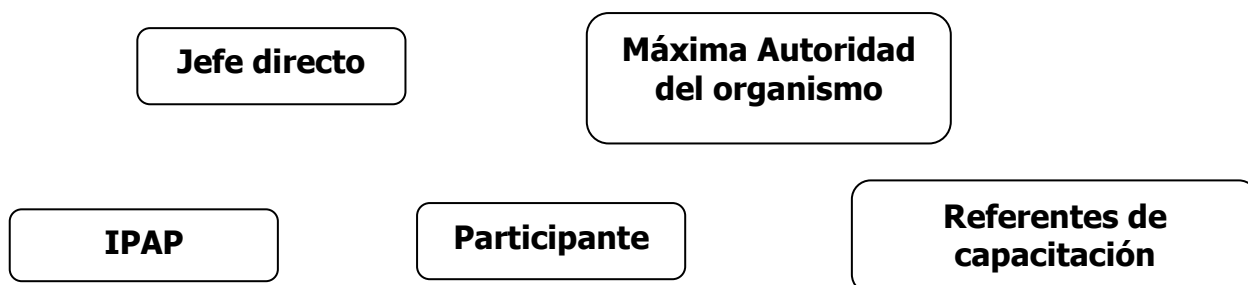 Jefe directo
Máxima Autoridad
del organismo
IPAP
Participante
Referentes de
capacitación